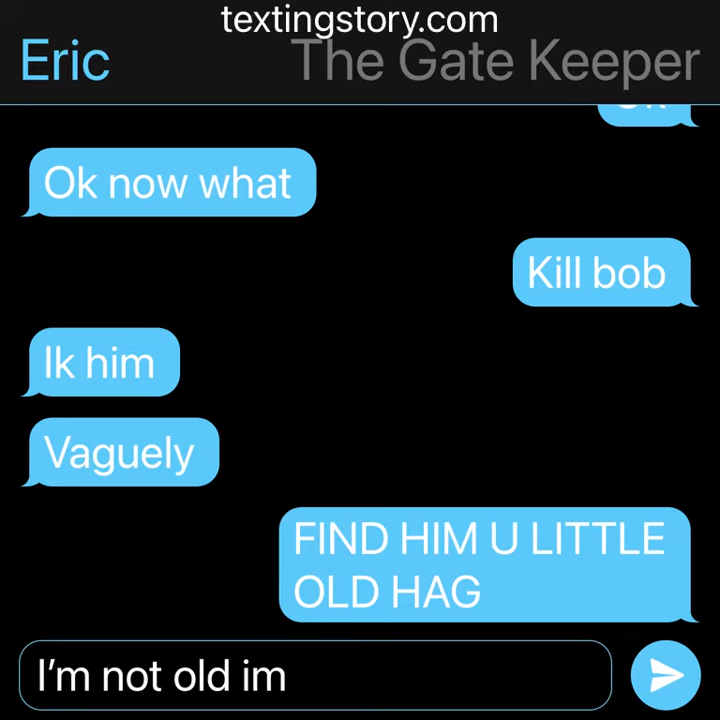 textingstory.com
Eric
The Gate Keeper
Ok now what
Kill bob
Ik him
Vaguely
FIND HIM U LITTLE
OLD HAG
I’m not old im